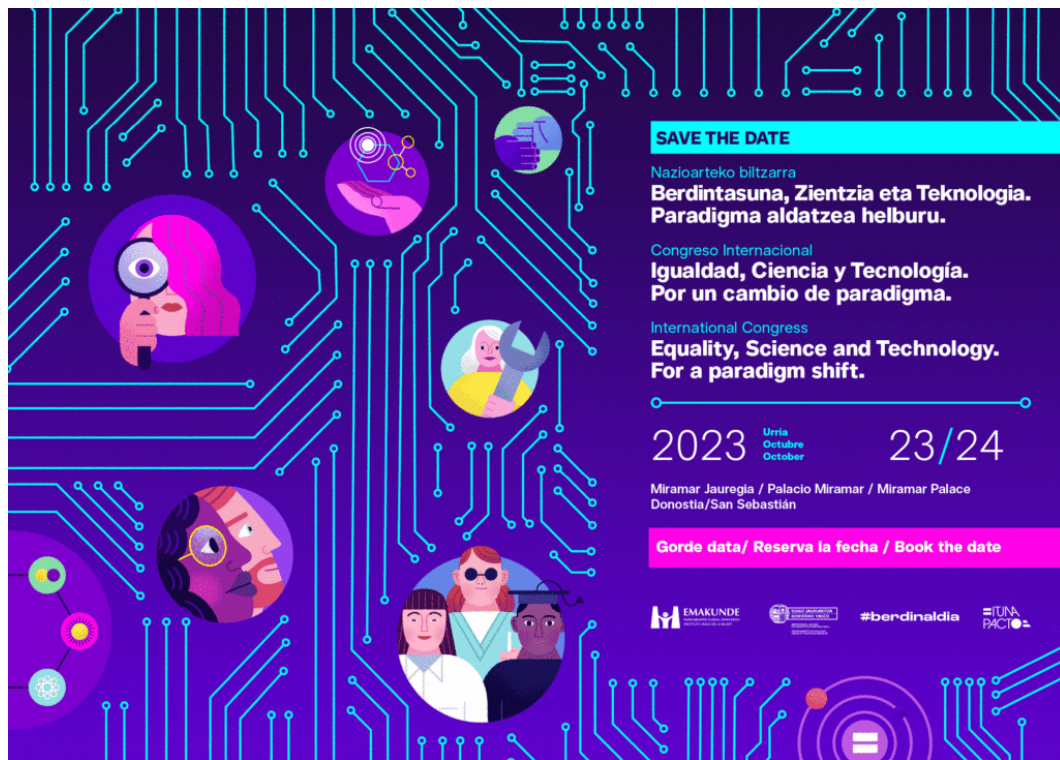 SAVE THE DATE
Nazioarteko biltzarra
Berdintasuna, Zientzia eta Teknologia.
Paradigma aldatzea helburu.
Congreso Internacional
Igualdad, Ciencia y Tecnología.
Por un cambio de paradigma.
International Congress
Equality, Science and Technology.
For a paradigm shift.
2023 Urria Octubre October 23/24
Miramar Jauregia / Palacio Miramar / Miramar Palace
Donostia/San Sebastián
Gorde data/ Reserva la fecha / Book the date
EMAKUNDE
#berdinaldia
ITUNA
PACTO